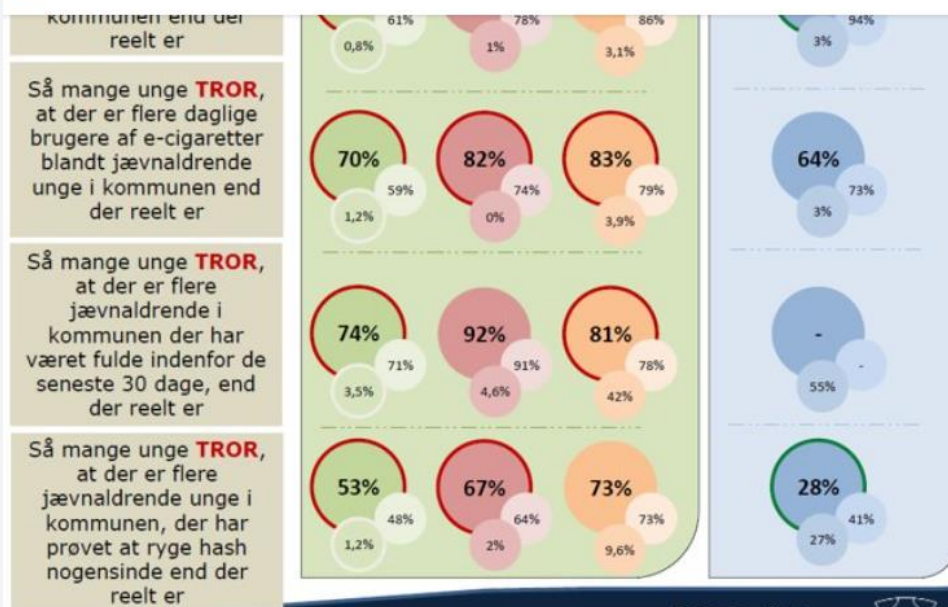 kommunen end der
reelt er
61%
0,8%
78%
1%
86%
3,1%
94%
3%
Så mange unge TROR,
at der er flere daglige
brugere af e-cigaretter
blandt jævnaldrende
unge i kommunen end
der reelt er
70%
59%
1,2%
82%
74%
0%
83%
79%
3,9%
64%
73%
3%
Så mange unge TROR,
at der er flere
jævnaldrende i
kommunen der har
været fulde indenfor de
seneste 30 dage, end
der reelt er
74%
71%
3,5%
92%
91%
4,6%
81%
78%
42%
-
-
55%
Så mange unge TROR,
at der er flere
jævnaldrende unge i
kommunen, der har
prøvet at ryge hash
nogensinde end der
reelt er
53%
48%
1,2%
67%
64%
2%
73%
73%
9,6%
28%
41%
27%